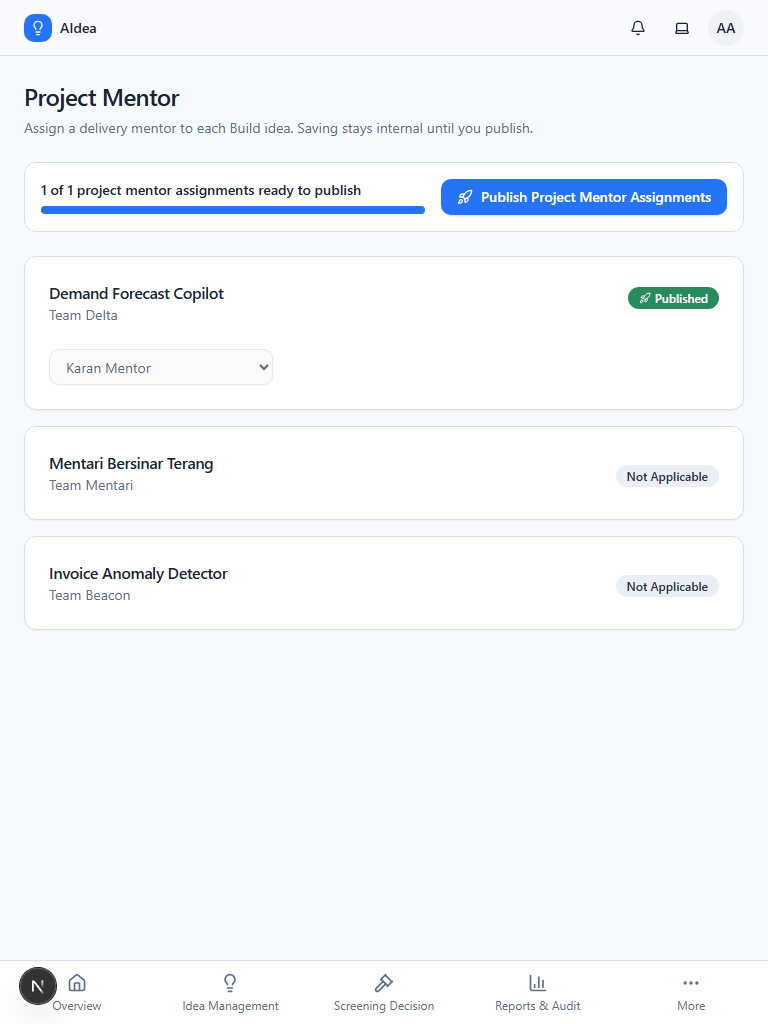 AIdea
AA
Project Mentor
Assign a delivery mentor to each Build idea. Saving stays internal until you publish.
1 of 1 project mentor assignments ready to publish
Publish Project Mentor Assignments
Demand Forecast Copilot
Published
Team Delta
Karan Mentor
Mentari Bersinar Terang
Not Applicable
Team Mentari
Invoice Anomaly Detector
Not Applicable
Team Beacon
N
Overview
Idea Management
Screening Decision
Reports & Audit
More